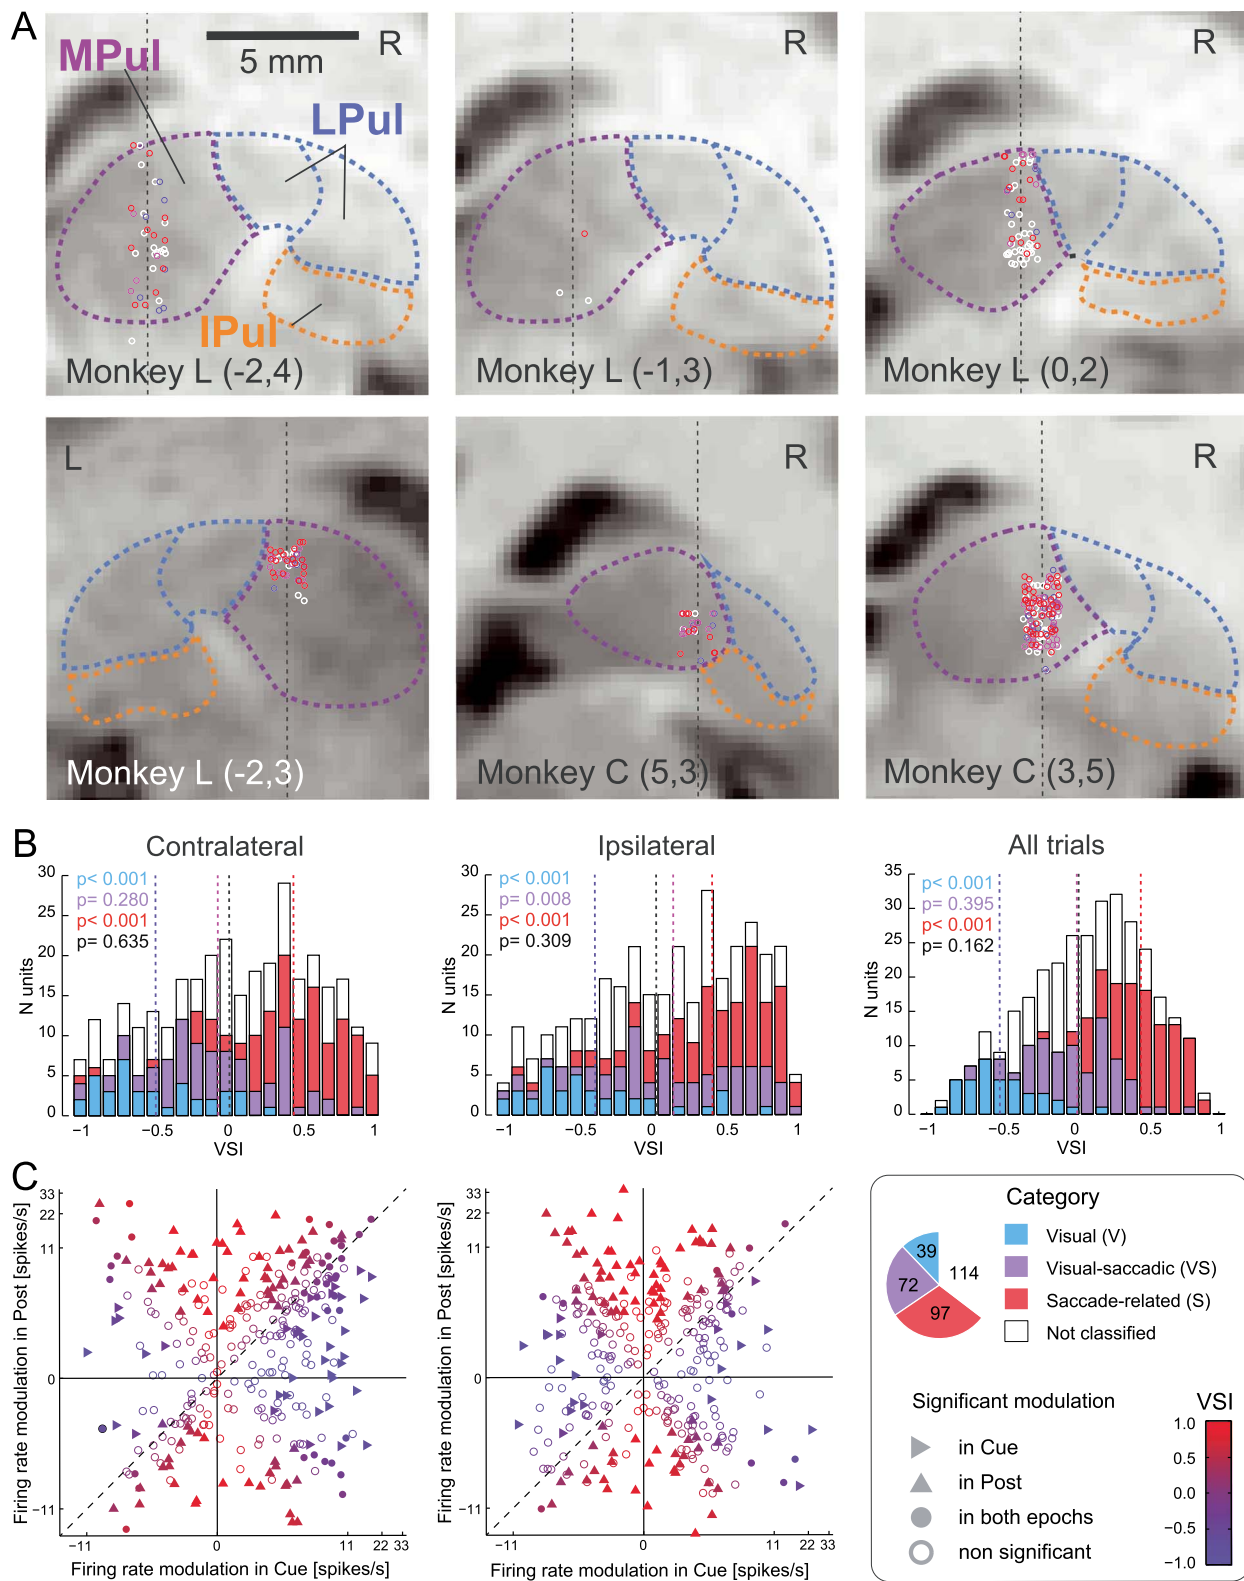 A
MPul
5 mm
R
LPul
IPul
Monkey L (-2,4)
R
Monkey L (-1,3)
R
Monkey L (0,2)
L
Monkey L (-2,3)
R
Monkey C (5,3)
R
Monkey C (3,5)
B
Contralateral
30
25
20
15
10
5
0
N units
p< 0.001
p= 0.280
p< 0.001
p= 0.635
−1
−0.5
0
0.5
1
VSI
Ipsilateral
30
25
20
15
10
5
0
N units
p< 0.001
p= 0.008
p< 0.001
p= 0.309
−1
−0.5
0
0.5
1
VSI
All trials
35
30
25
20
15
10
5
0
N units
p< 0.001
p= 0.395
p< 0.001
p= 0.162
−1
−0.5
0
0.5
1
VSI
C
33
22
11
0
−11
Firing rate modulation in Post [spikes/s]
−11
0
11
22
33
Firing rate modulation in Cue [spikes/s]
33
22
11
0
−11
Firing rate modulation in Post [spikes/s]
−11
0
11
22
33
Firing rate modulation in Cue [spikes/s]
Category
39
114
72
97
Visual (V)
Visual-saccadic (VS)
Saccade-related (S)
Not classified
Significant modulation
in Cue
in Post
in both epochs
non significant
VSI
1.0
0.5
0.0
−0.5
−1.0